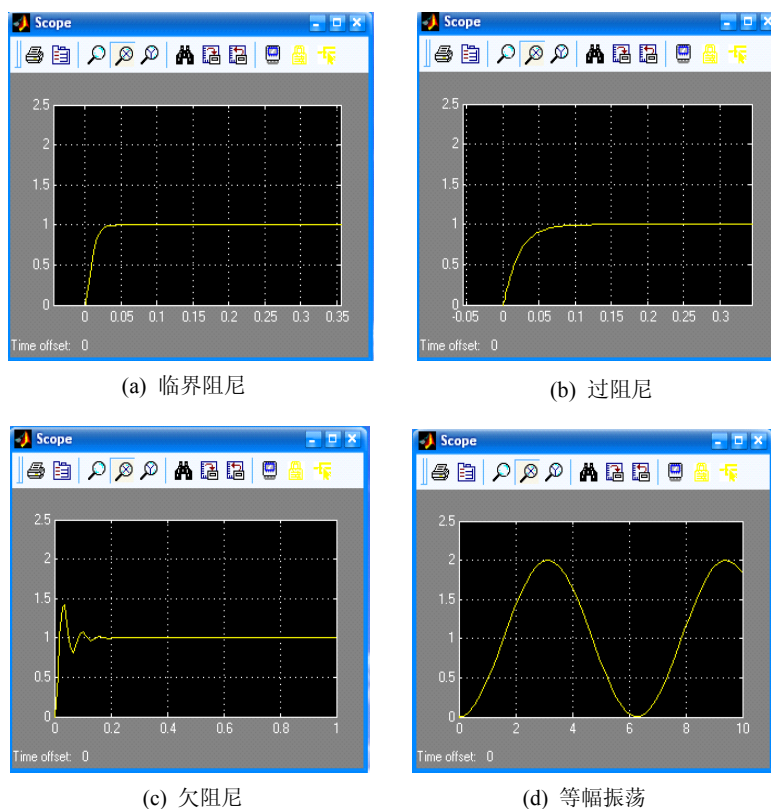 Scope
2.5
2
1.5
1
0.5
0
0 0.05 0.1 0.15 0.2 0.25 0.3 0.35
Time offset: 0
(a) 临界阻尼
Scope
2.5
2
1.5
1
0.5
0
-0.05 0 0.05 0.1 0.15 0.2 0.25 0.3
Time offset: 0
(b) 过阻尼
Scope
2.5
2
1.5
1
0.5
0
0 0.2 0.4 0.6 0.8 1
Time offset: 0
(c) 欠阻尼
Scope
2.5
2
1.5
1
0.5
0
0 2 4 6 8 10
Time offset: 0
(d) 等幅振荡